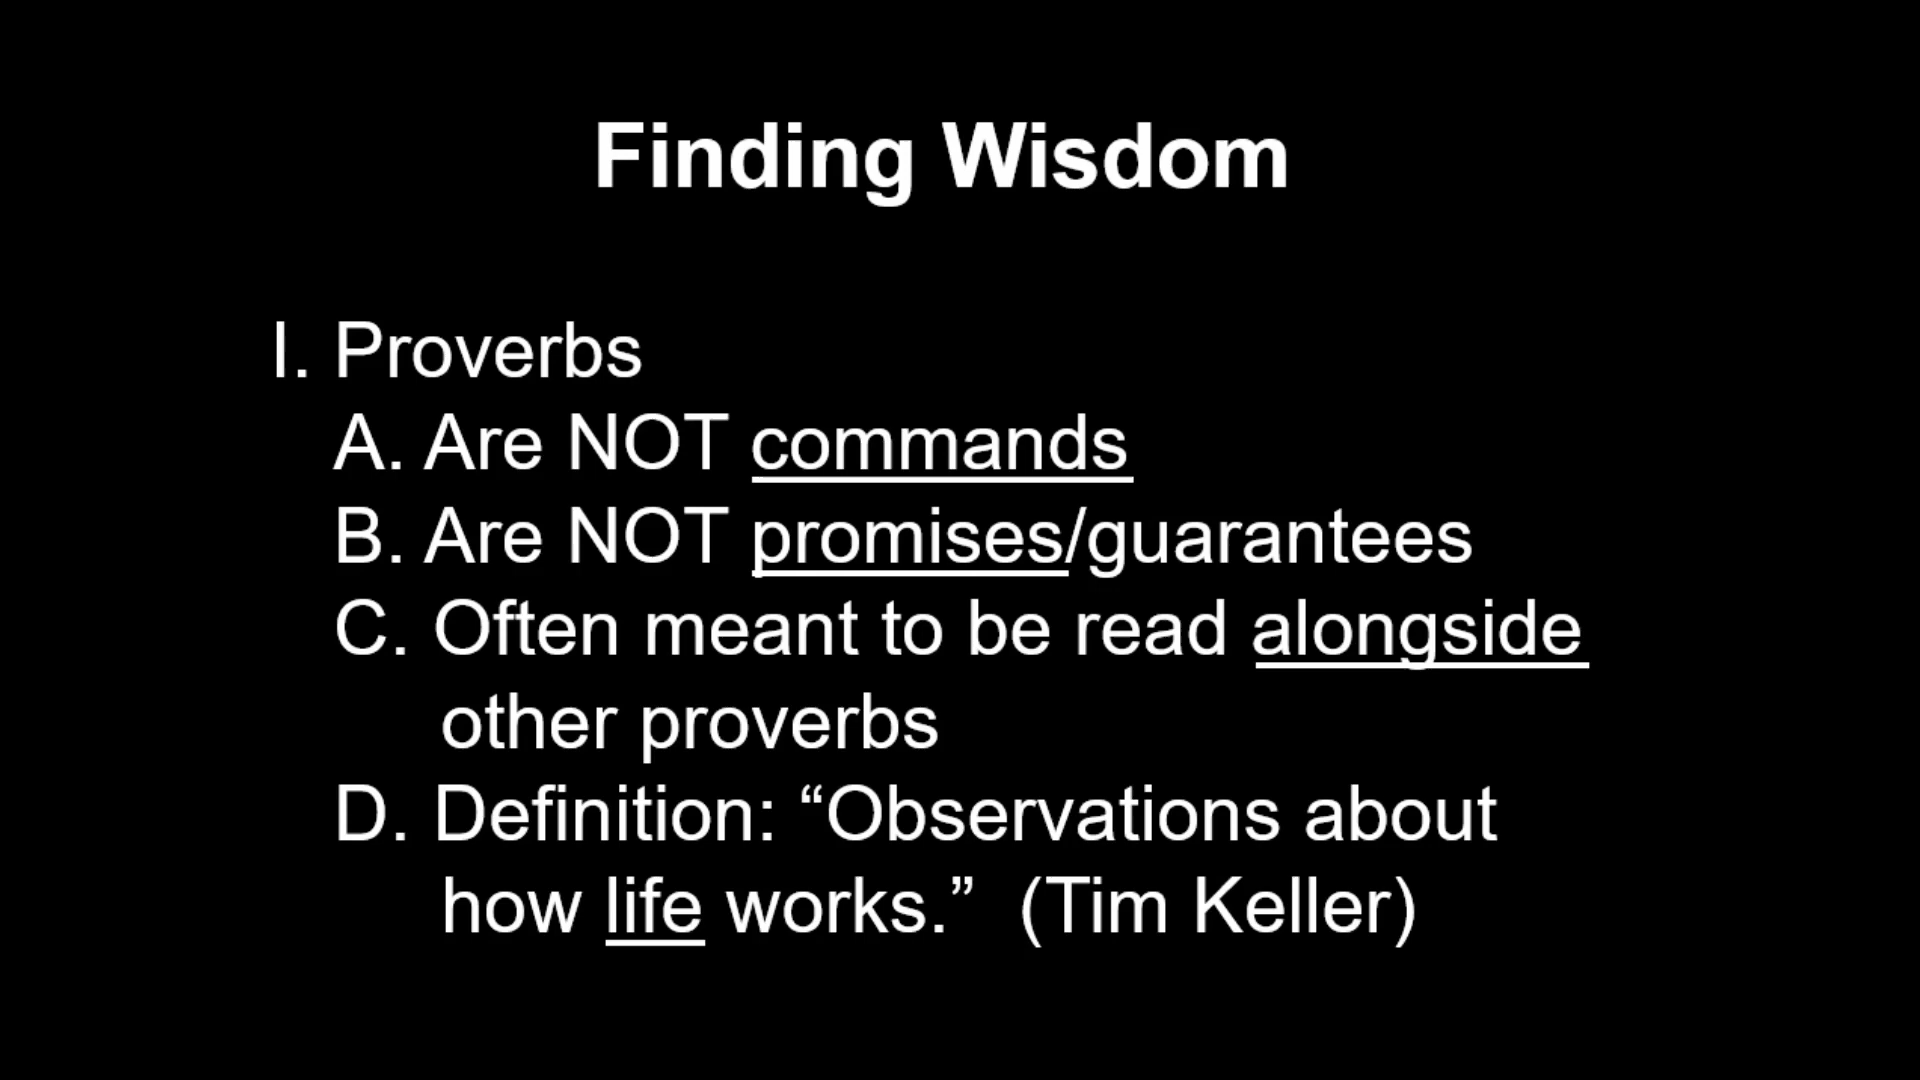 Finding Wisdom
I. Proverbs
A. Are NOT commands
B. Are NOT promises/guarantees
C. Often meant to be read alongside
other proverbs
D. Definition: “Observations about
how life works.” (Tim Keller)